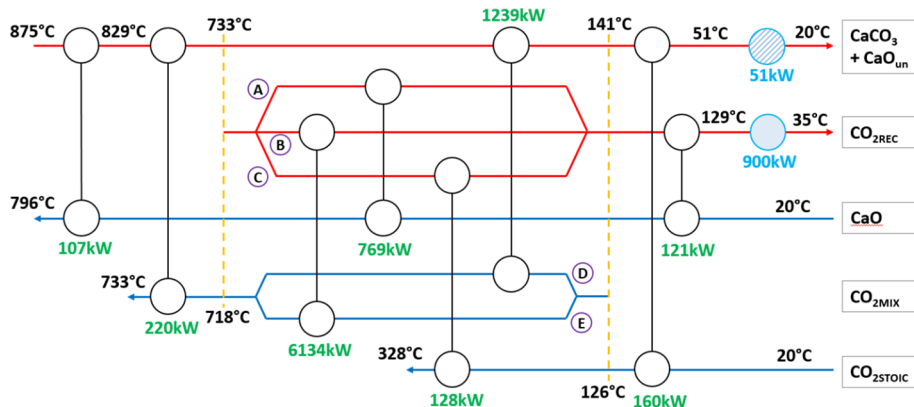 1239kW
875°C 829°C 733°C 141°C 51°C 20°C CaCO3
+ CaOun
51kW
A
129°C 35°C CO2REC
B
C
900kW
796°C 20°C CaO
107kW 769kW 121kW
D
733°C CO2MIX
718°C
E
220kW
6134kW
328°C 20°C CO2STOIC
126°C
128kW 160kW